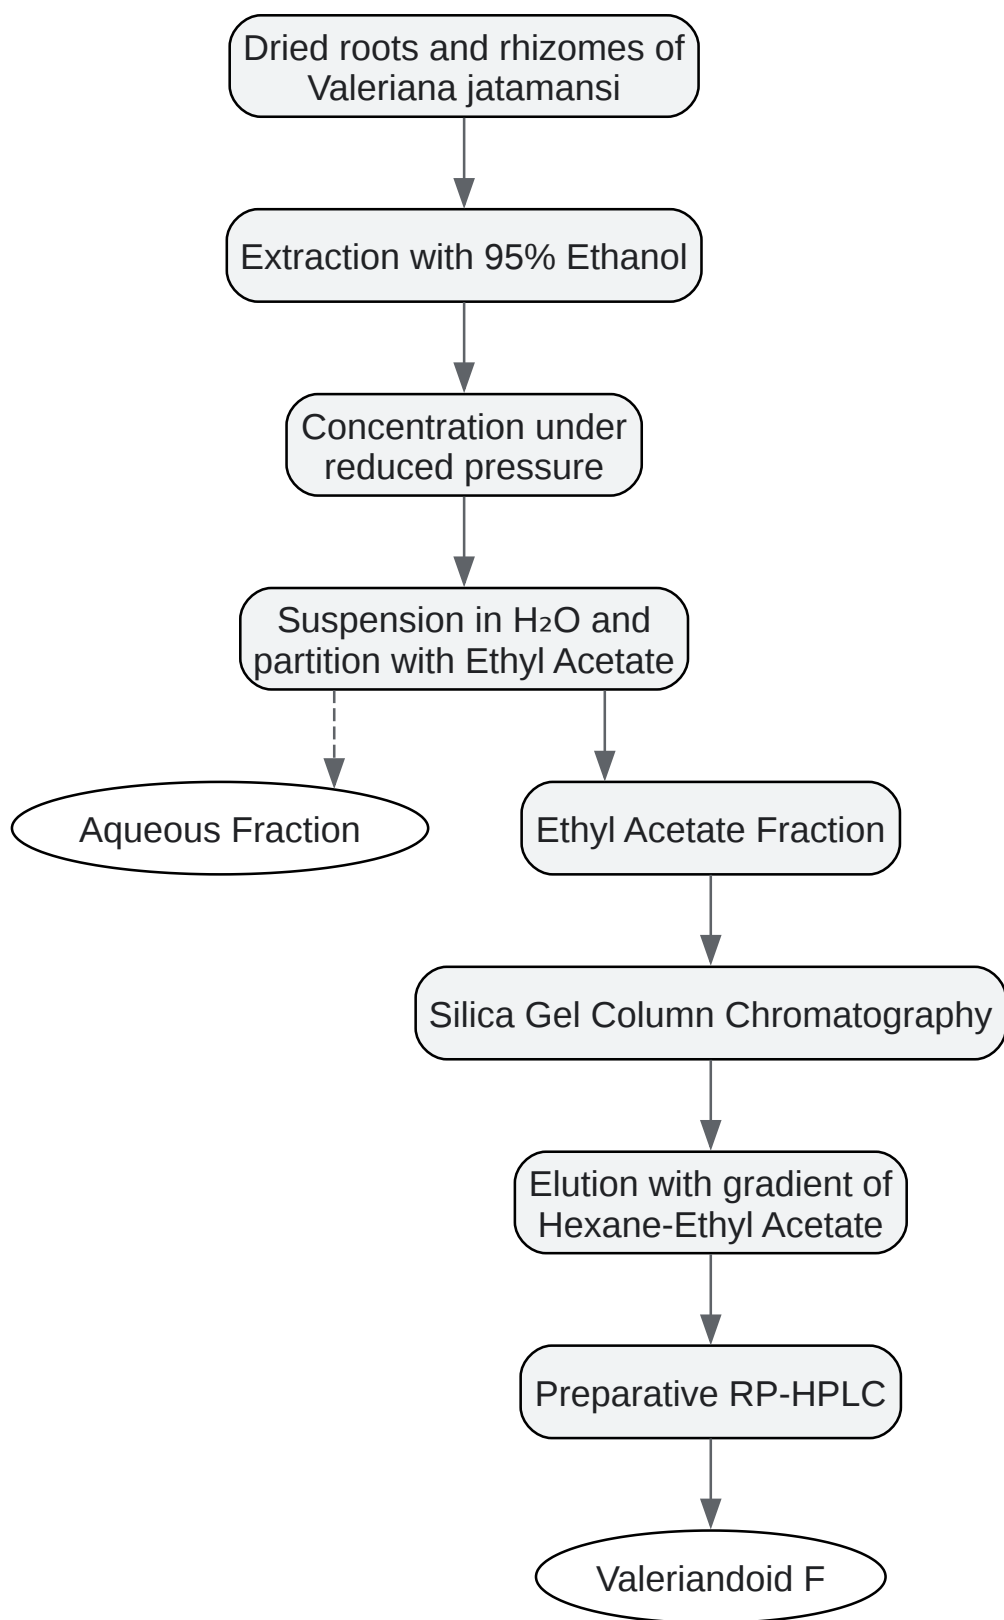 Dried roots and rhizomes of
Valeriana jatamansi
Extraction with 95% Ethanol
Concentration under
reduced pressure
Suspension in H₂O and
partition with Ethyl Acetate
Aqueous Fraction
Ethyl Acetate Fraction
Silica Gel Column Chromatography
Elution with gradient of
Hexane-Ethyl Acetate
Preparative RP-HPLC
Valeriandoid F